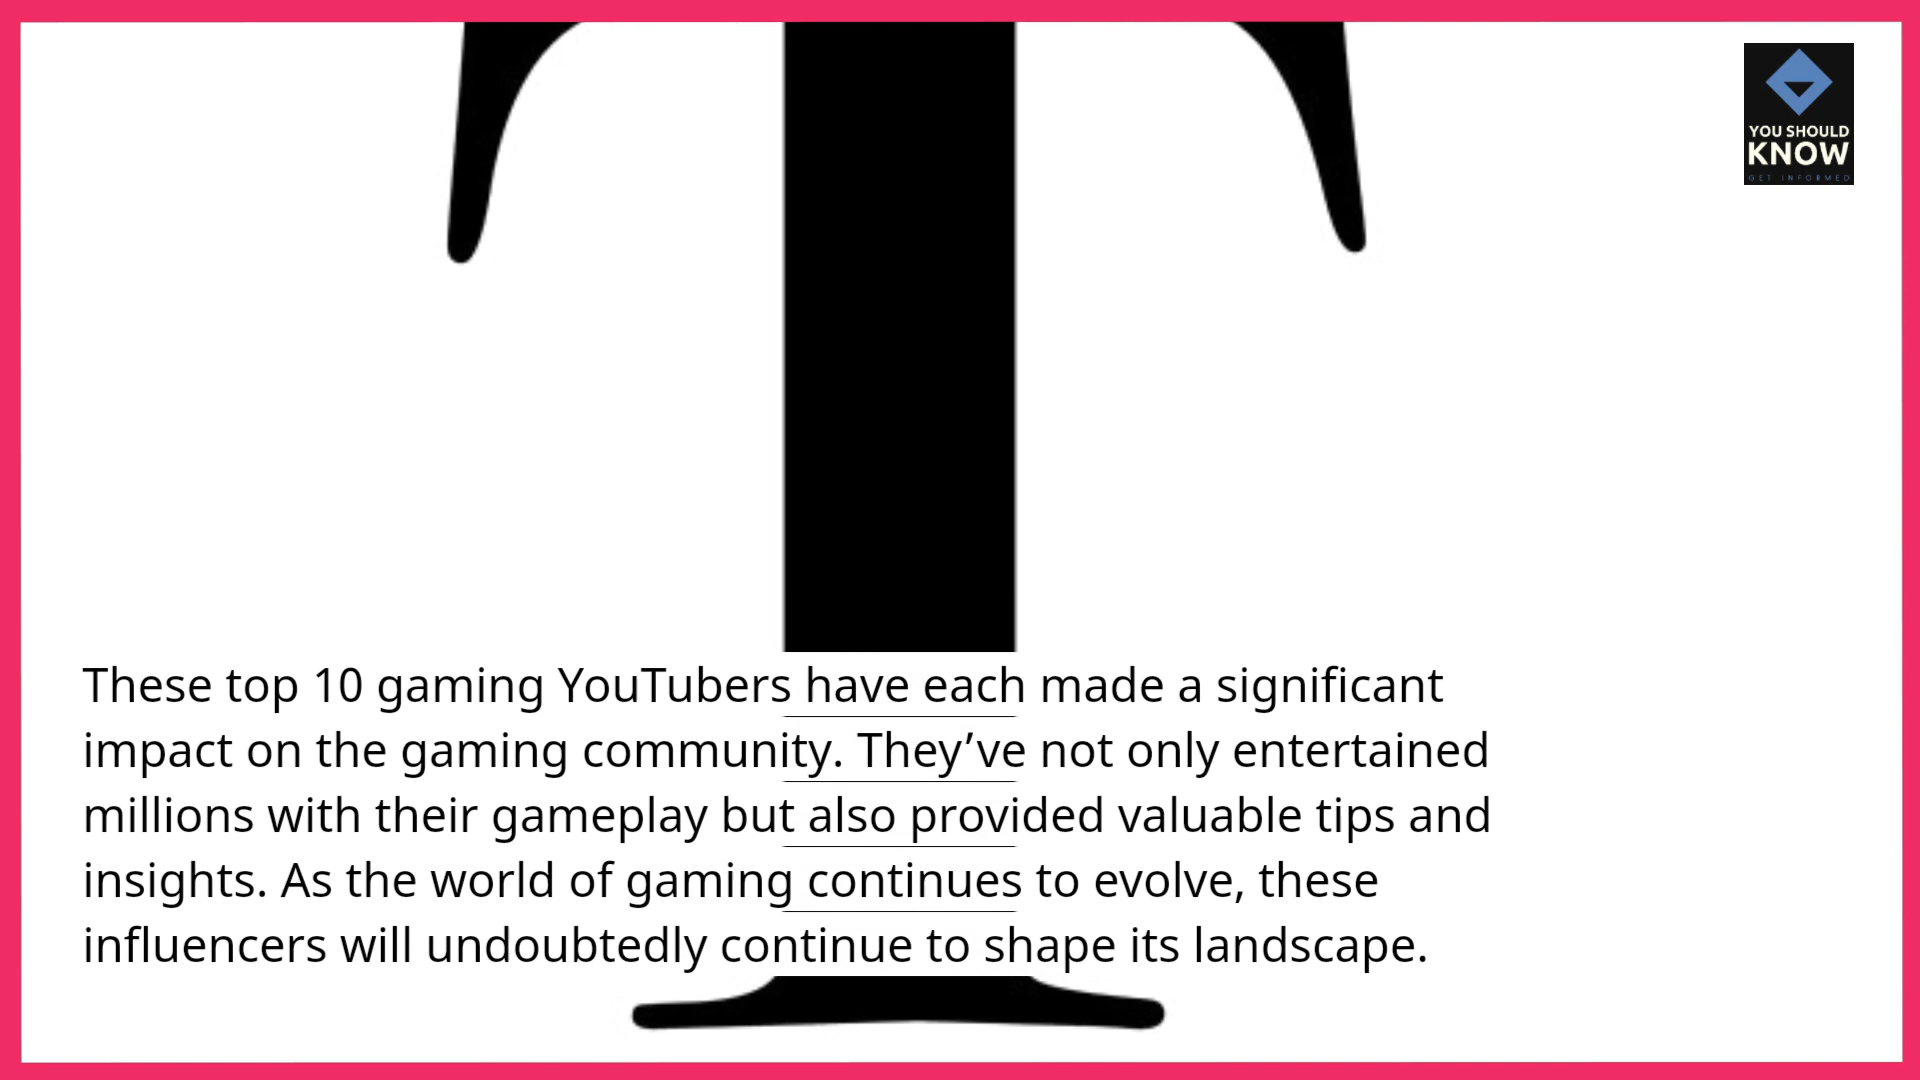 T
YOU SHOULD
KNOW
GET INFORMED
These top 10 gaming YouTubers have each made a significant
impact on the gaming community. They’ve not only entertained
millions with their gameplay but also provided valuable tips and
insights. As the world of gaming continues to evolve, these
influencers will undoubtedly continue to shape its landscape.